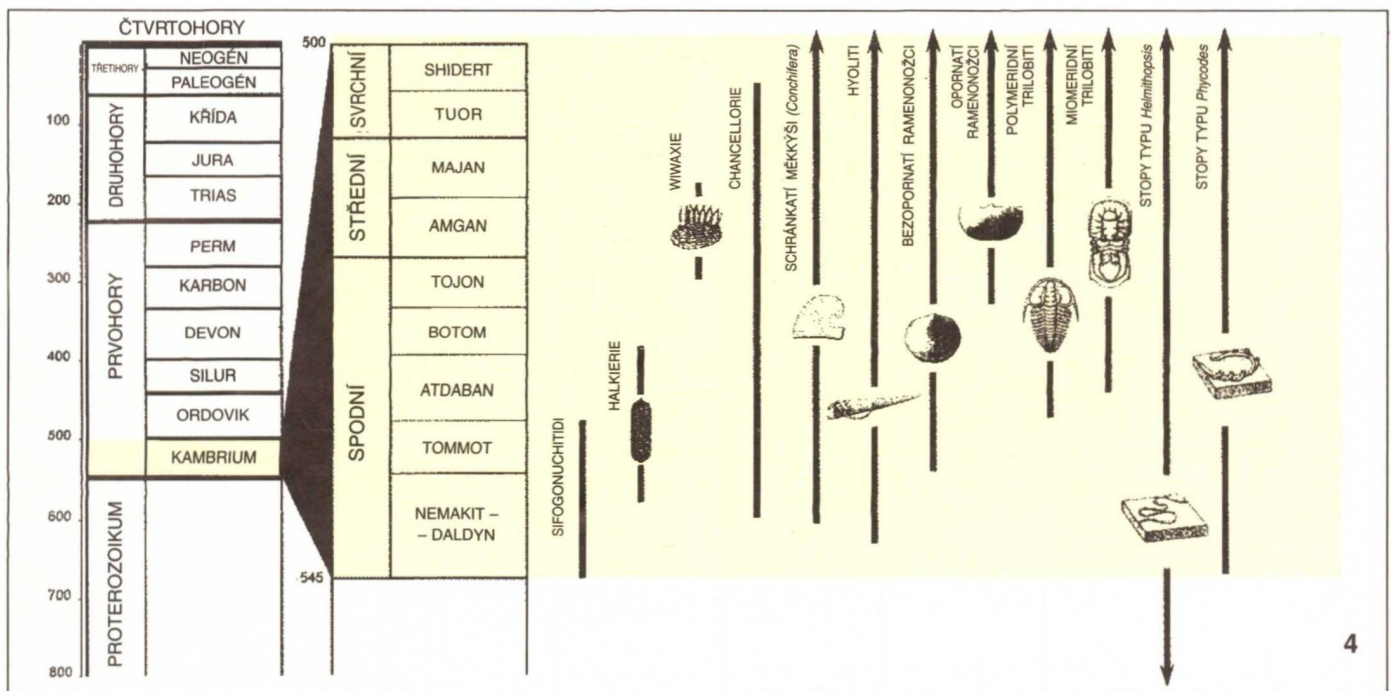 ČTVRTOHORY
TŘETIHORY
NEOGÉN
PALEOGÉN
DRUHOHORY
KŘÍDA
JURA
TRIAS
PRVOHORY
PERM
KARBON
DEVON
SILUR
ORDOVIK
KAMBRIUM
PROTEROZOIKUM
100
200
300
400
500
600
700
800
500
545
SVRCHNÍ
SHIDERT
TUOR
STŘEDNÍ
MAJAN
AMGAN
SPODNÍ
TOJON
BOTOM
ATDABAN
TOMMOT
NEMAKIT –
– DALDYN
SIFOGONUCHITIDI
HALKIERIE
WIWAXIE
CHANCELLORIE
SCHRÁNKATÍ MĚKKÝŠI (Conchifera)
HYOLITI
BEZOPORNATÍ RAMENONOŽCI
OPORNATÍ
RAMENONOŽCI
POLYMERIDNÍ
TRILOBITI
MIOMERIDNÍ
TRILOBITI
STOPY TYPU Helmithopsis
STOPY TYPU Phycodes
4